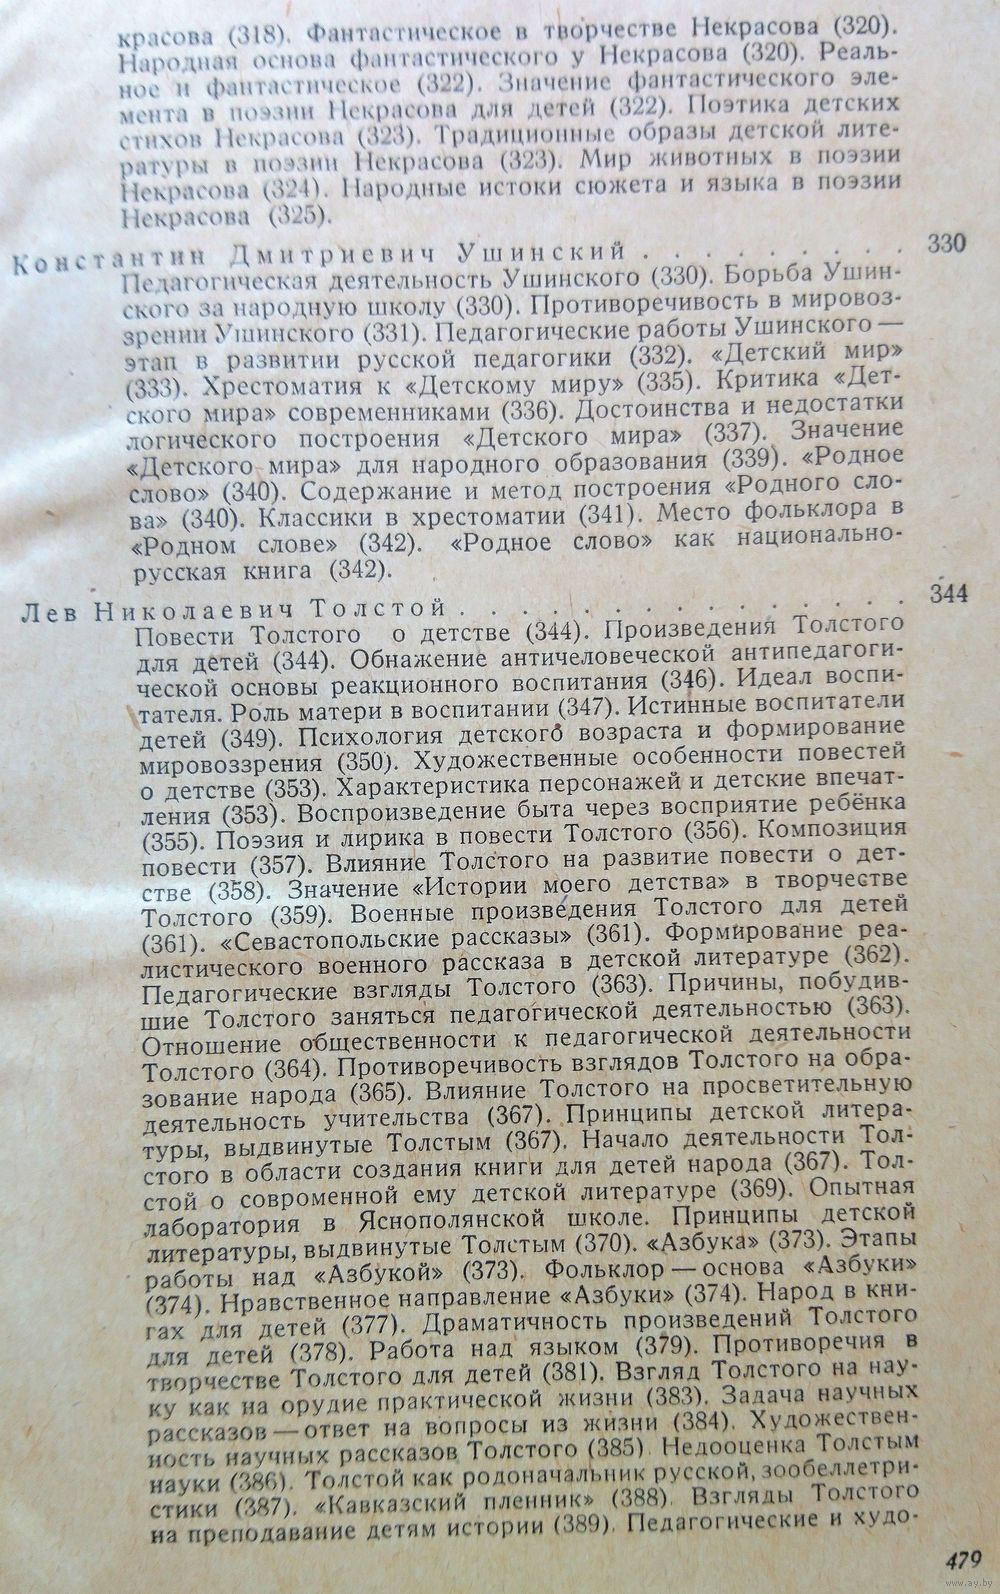 красова (318). Фантастическое в творчестве Некрасова (320).
Народная основа фантастического у Некрасова (320). Реаль-
ное и фантастическое (322). Значение фантастического эле-
мента в поэзии Некрасова для детей (322). Поэтика детских
стихов Некрасова (323). Традиционные образы детской лите-
ратуры в поэзии Некрасова (323). Мир животных в поэзии
Некрасова (324). Народные истоки сюжета и языка в поэзии
Некрасова (325).
Константин Дмитриевич Ушинский . . . . . . . . . 330
Педагогическая деятельность Ушинского (330). Борьба Ушин-
ского за народную школу (330). Противоречивость в мировоз-
зрении Ушинского (331). Педагогические работы Ушинского —
этап в развитии русской педагогики (332). «Детский мир»
(333). Хрестоматия к «Детскому миру» (335). Критика «Дет-
ского мира» современниками (336). Достоинства и недостатки
логического построения «Детского мира» (337). Значение
«Детского мира» для народного образования (339). «Родное
слово» (340). Содержание и метод построения «Родного сло-
ва» (340). Классики в хрестоматии (341). Место фольклора в
«Родном слове» (342). «Родное слово» как национально-
русская книга (342).
Лев Николаевич Толстой . . . . . . . . . . . . . . . 344
Повести Толстого о детстве (344). Произведения Толстого
для детей (344). Обнажение античеловеческой антипедагоги-
ческой основы реакционного воспитания (346). Идеал воспи-
тателя. Роль матери в воспитании (347). Истинные воспитатели
детей (349). Психология детского возраста и формирование
мировоззрения (350). Художественные особенности повестей
о детстве (353). Характеристика персонажей и детские впечат-
ления (353). Воспроизведение быта через восприятие ребёнка
(355). Поэзия и лирика в повести Толстого (356). Композиция
повести (357). Влияние Толстого на развитие повести о дет-
стве (358). Значение «Истории моего детства» в творчестве
Толстого (359). Военные произведения Толстого для детей
(361). «Севастопольские рассказы» (361). Формирование реа-
листического военного рассказа в детской литературе (362).
Педагогические взгляды Толстого (363). Причины, побудив-
шие Толстого заняться педагогической деятельностью (363).
Отношение общественности к педагогической деятельности
Толстого (364). Противоречивость взглядов Толстого на обра-
зование народа (365). Влияние Толстого на просветительную
деятельность учительства (367). Принципы детской литера-
туры, выдвинутые Толстым (367). Начало деятельности Тол-
стого в области создания книги для детей народа (367). Тол-
стой о современной ему детской литературе (369). Опытная
лаборатория в Яснополянской школе. Принципы детской
литературы, выдвинутые Толстым (370). «Азбука» (373). Этапы
работы над «Азбукой» (373). Фольклор — основа «Азбуки»
(374). Нравственное направление «Азбуки» (374). Народ в кни-
гах для детей (377). Драматичность произведений Толстого
для детей (378). Работа над языком (379). Противоречия в
творчестве Толстого для детей (381). Взгляд Толстого на нау-
ку как на орудие практической жизни (383). Задача научных
рассказов — ответ на вопросы из жизни (384). Художествен-
ность научных рассказов Толстого (385). Недооценка Толстым
науки (386). Толстой как родоначальник русской зообеллетри-
стики (387). «Кавказский пленник» (388). Взгляды Толстого
на преподавание детям истории (389). Педагогические и худо-
479
www.ay.by